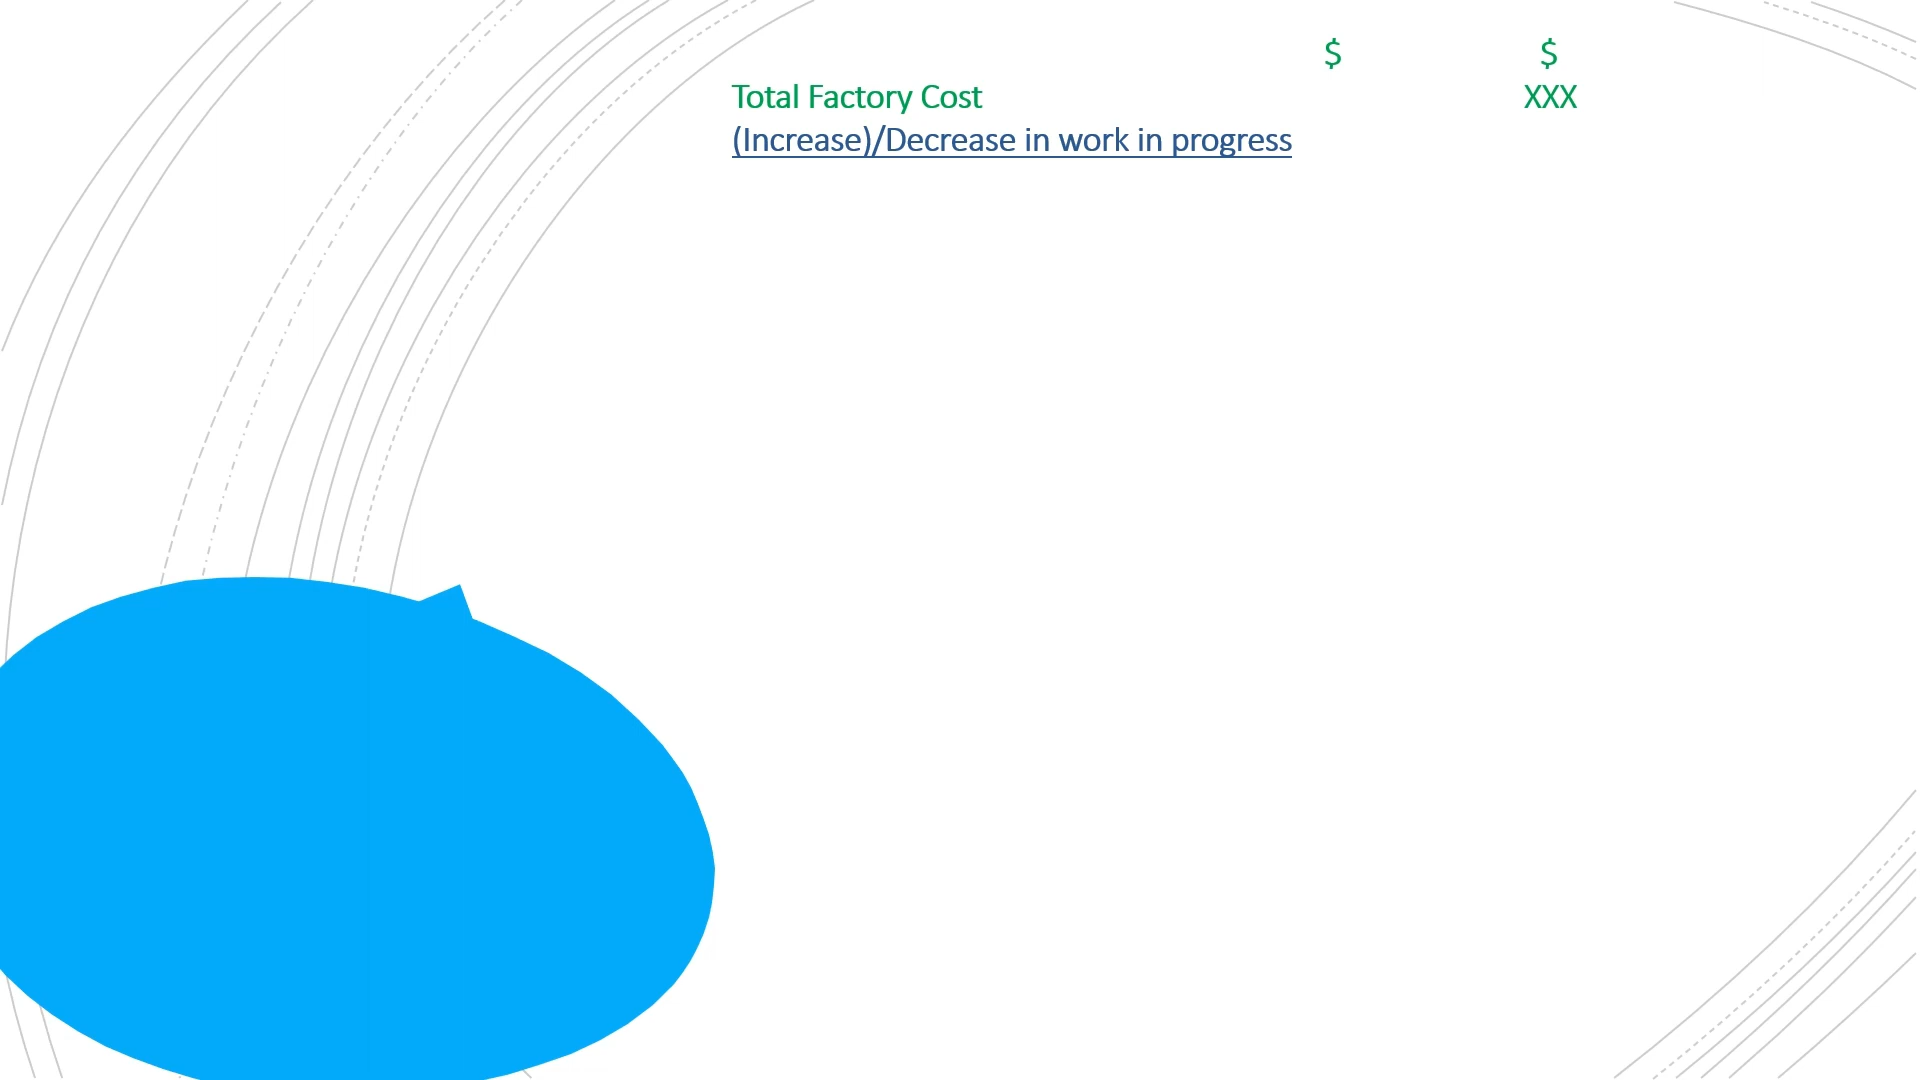 $ $
Total Factory Cost XXX
(Increase)/Decrease in work in progress